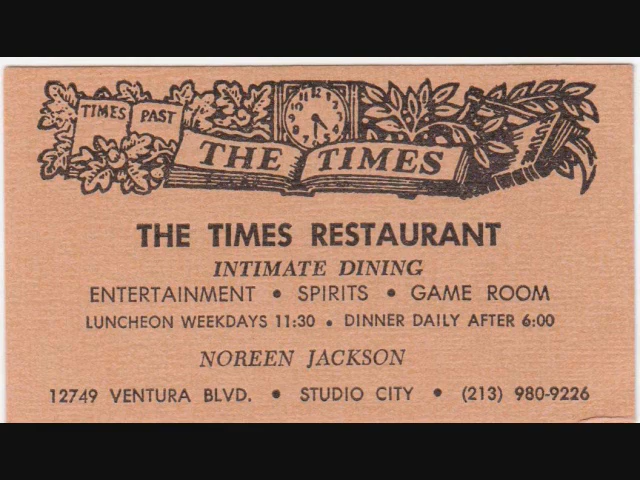 TIMES PAST
THE TIMES
THE TIMES RESTAURANT
INTIMATE DINING
ENTERTAINMENT • SPIRITS • GAME ROOM
LUNCHEON WEEKDAYS 11:30 • DINNER DAILY AFTER 6:00
NOREEN JACKSON
12749 VENTURA BLVD. • STUDIO CITY • (213) 980-9226